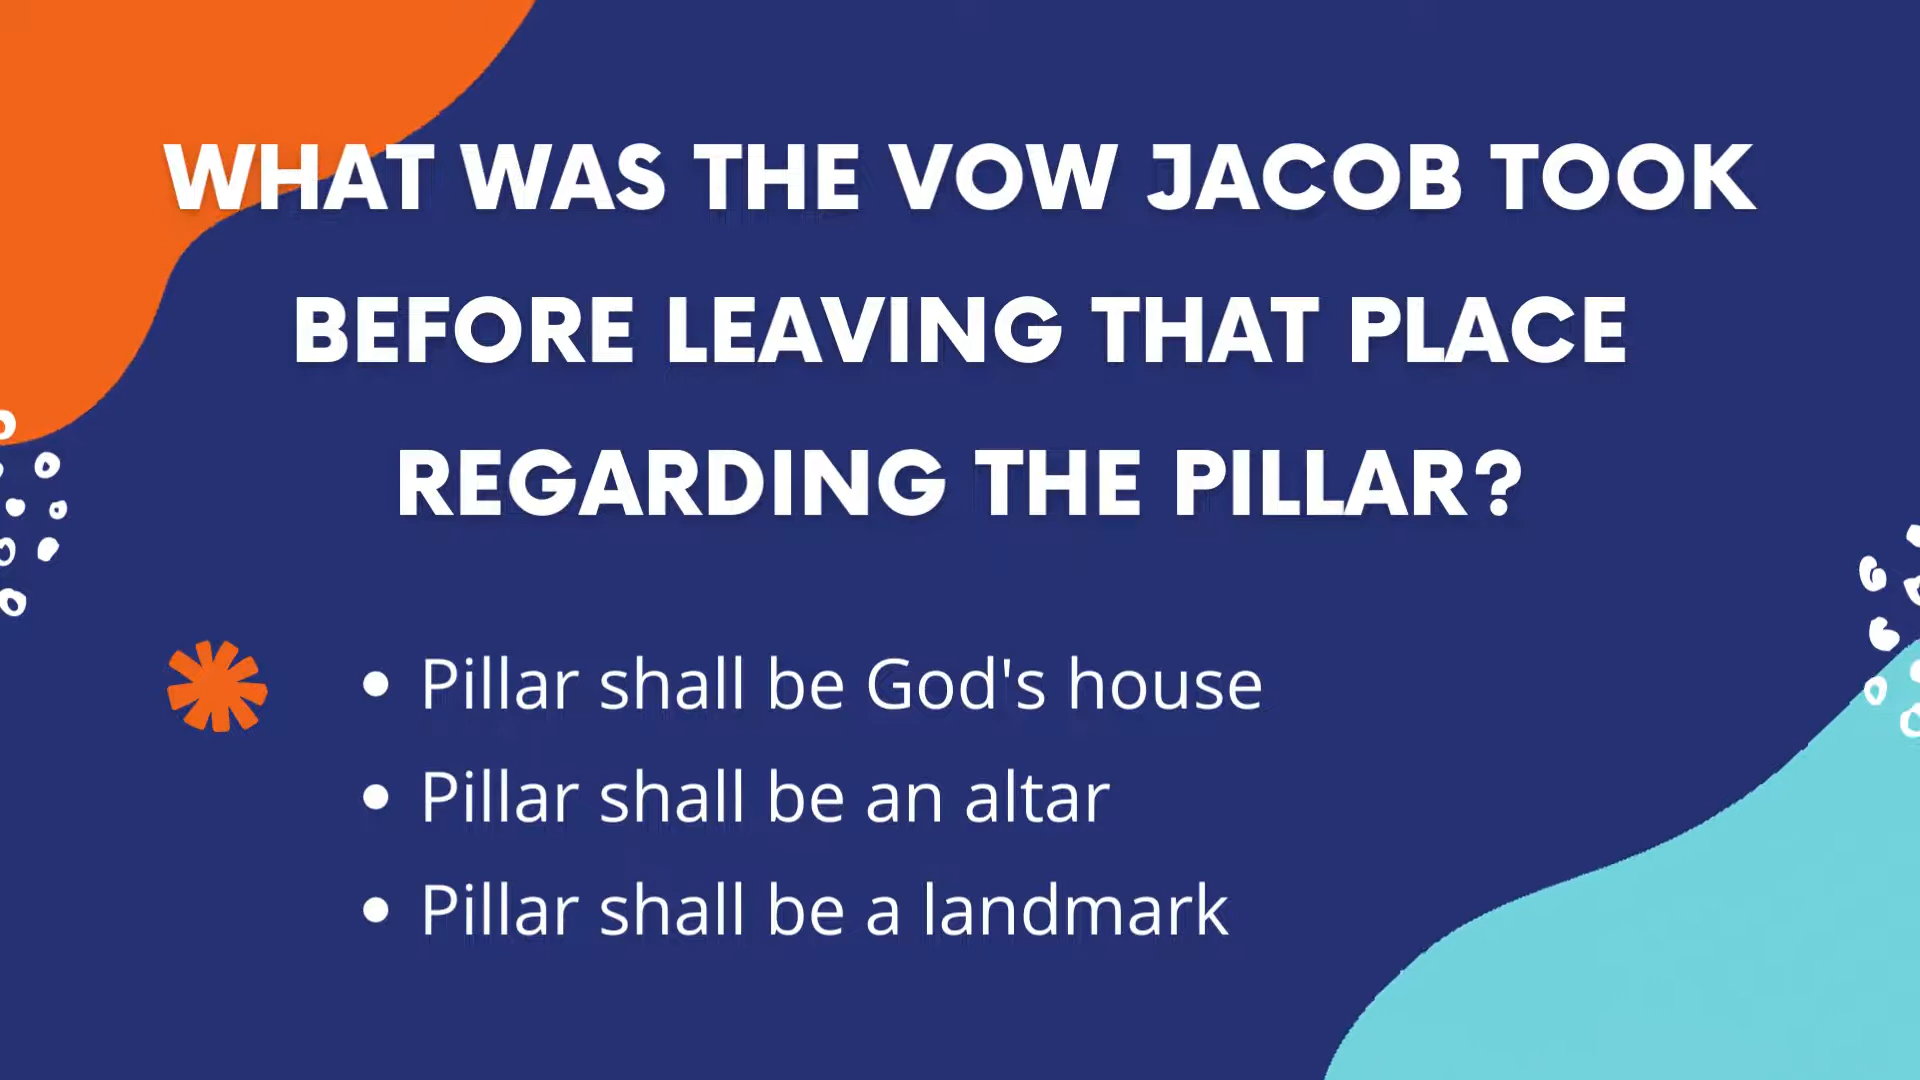 WHAT WAS THE VOW JACOB TOOK
BEFORE LEAVING THAT PLACE
REGARDING THE PILLAR?
• Pillar shall be God's house
• Pillar shall be an altar
• Pillar shall be a landmark